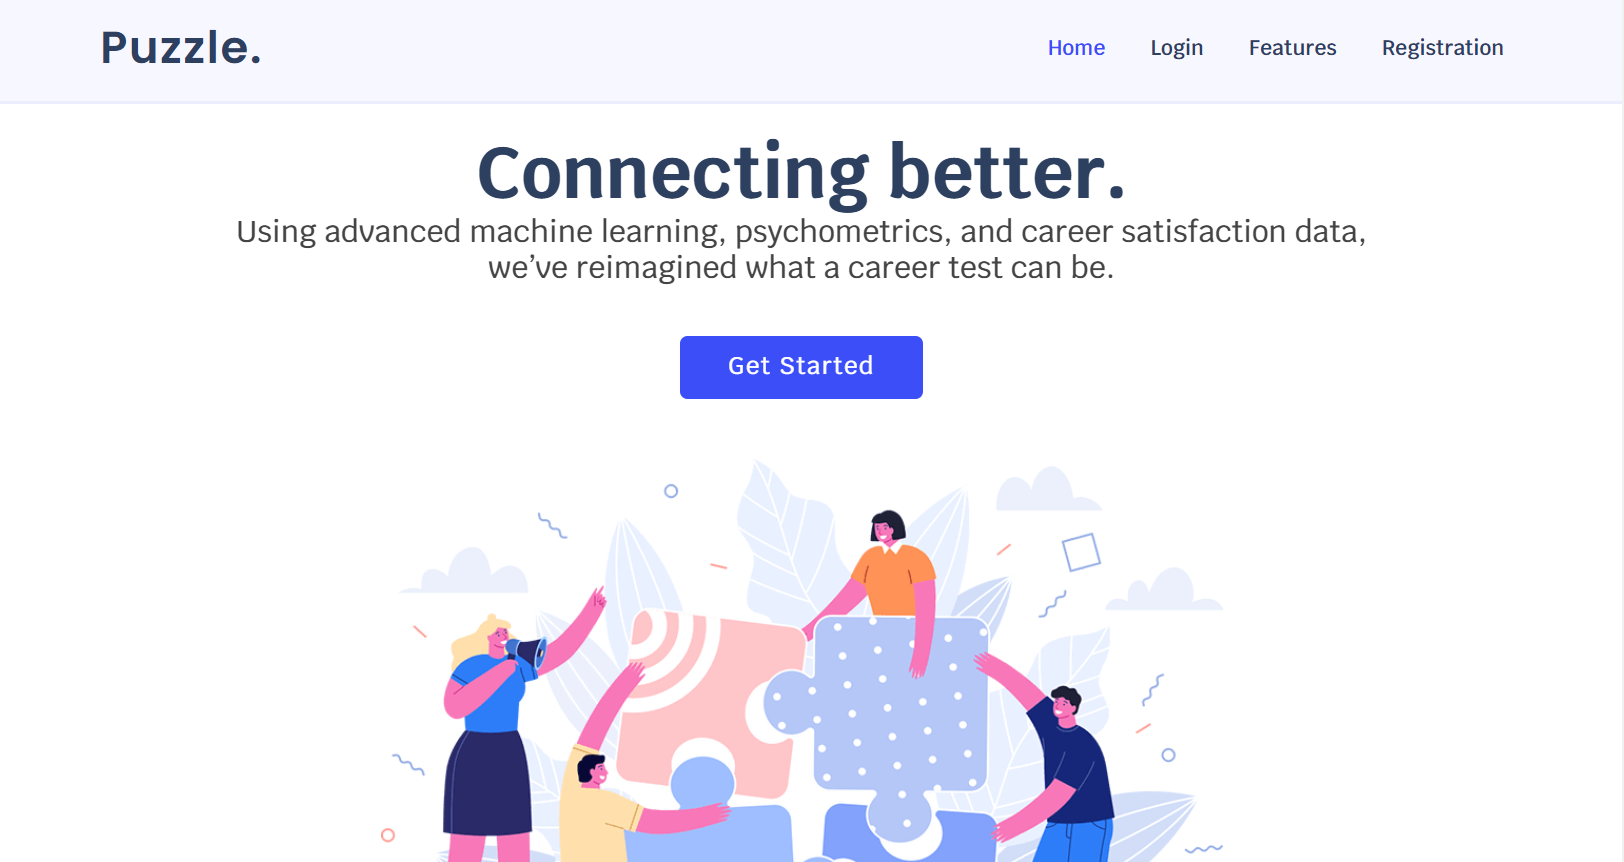 Puzzle.
Home Login Features Registration
Connecting better.
Using advanced machine learning, psychometrics, and career satisfaction data,
we’ve reimagined what a career test can be.
Get Started